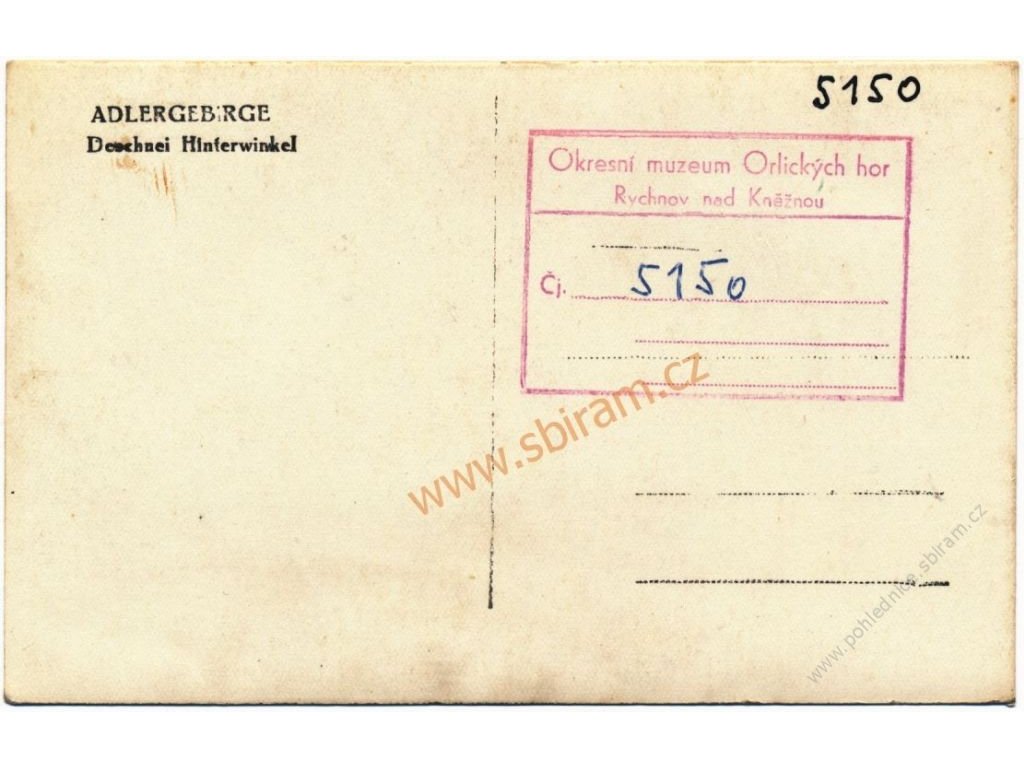 ADLERGEBIRGE
Deschnei Hinterwinkel
5150
Okresní muzeum Orlických hor
Rychnov nad Kněžnou
Čj. 5150
www.sbiram.cz
www.pohlednice.sbiram.cz